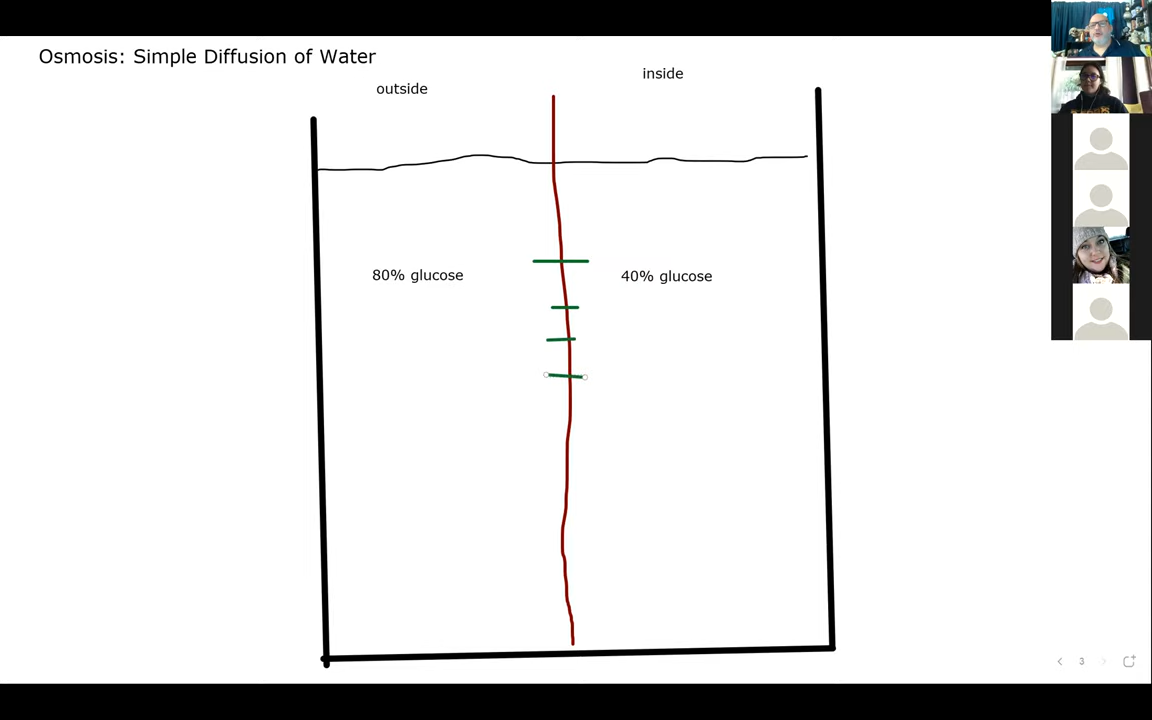 Osmosis: Simple Diffusion of Water
outside
inside
80% glucose
40% glucose
3